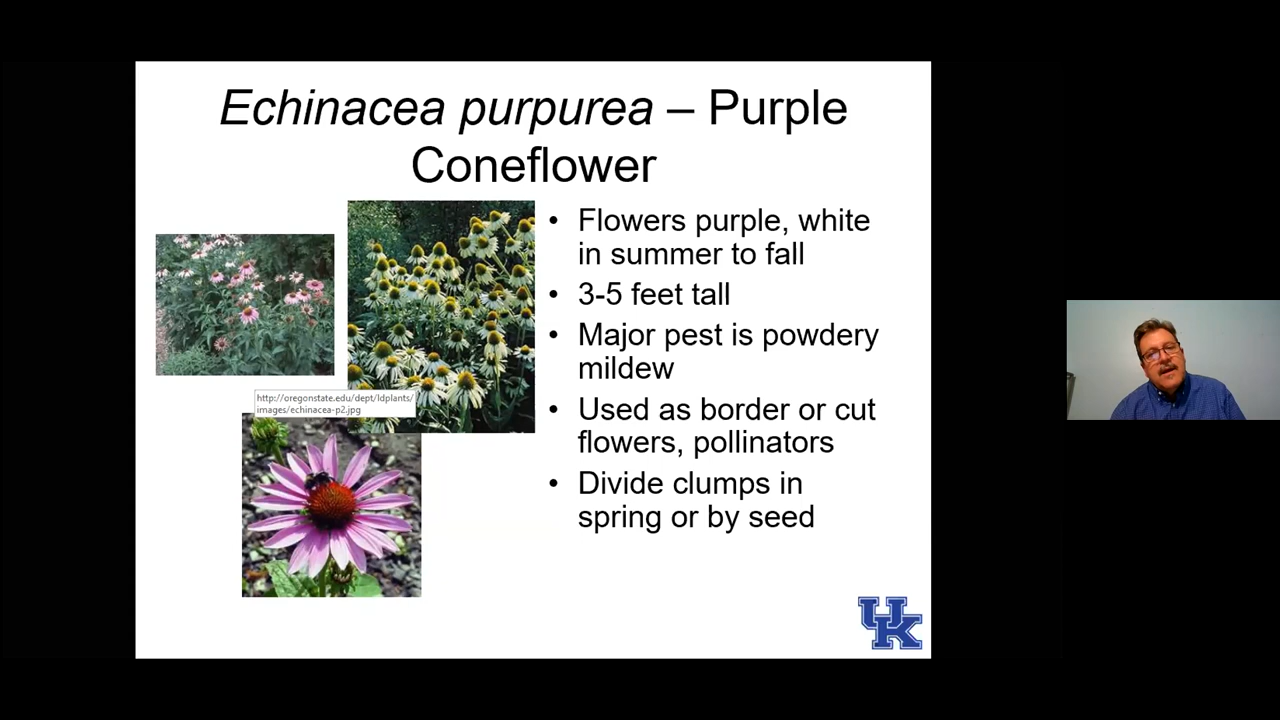 Echinacea purpurea – Purple
Coneflower
• Flowers purple, white
in summer to fall
• 3-5 feet tall
• Major pest is powdery
mildew
• Used as border or cut
flowers, pollinators
• Divide clumps in
spring or by seed
http://oregonstate.edu/dept/ldplants/
images/echinacea-p2.jpg
UK